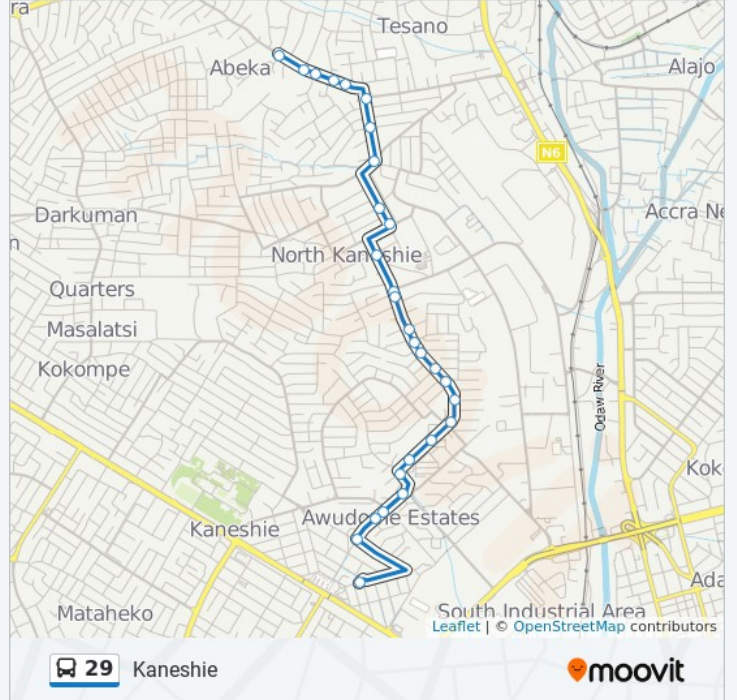 ra
Tesano
Abeka
Alajo
N6
Darkuman
Accra Ne
n
North Kaneshie
Quarters
Masalatsi
Kokompe
Odaw River
Kok
Awudome Estates
Kaneshie
Ada
South Industrial Area
Mataheko
Leaflet | © OpenStreetMap contributors
29 Kaneshie
moovit